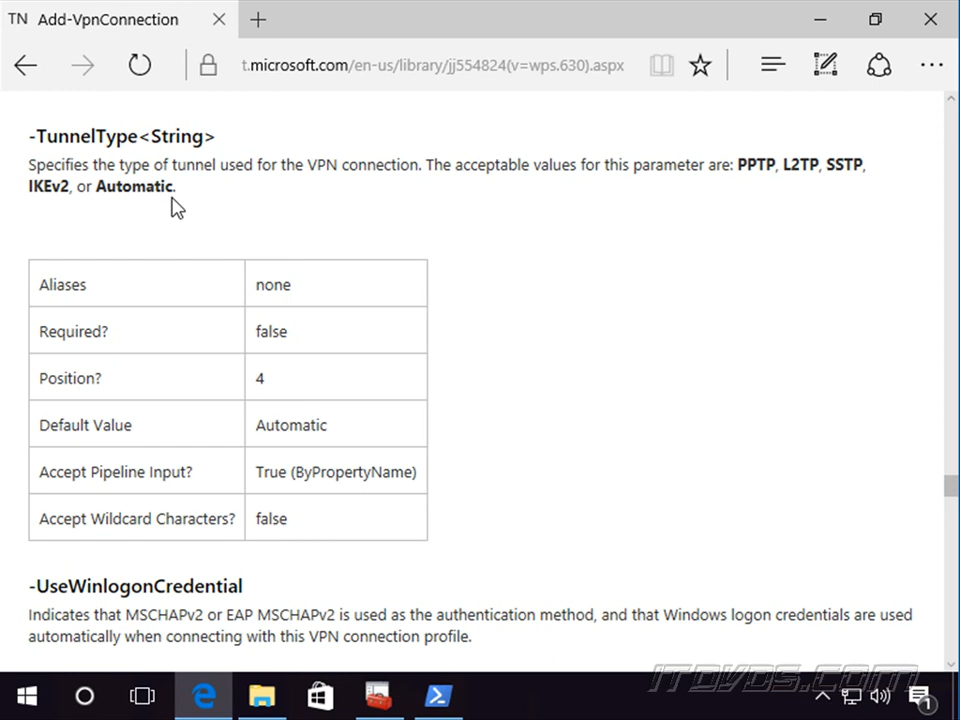 TN Add-VpnConnection
t.microsoft.com/en-us/library/jj554824(v=wps.630).aspx
-TunnelType<String>
Specifies the type of tunnel used for the VPN connection. The acceptable values for this parameter are: PPTP, L2TP, SSTP,
IKEv2, or Automatic.
Aliases none
Required? false
Position? 4
Default Value Automatic
Accept Pipeline Input? True (ByPropertyName)
Accept Wildcard Characters? false
-UseWinlogonCredential
Indicates that MSCHAPv2 or EAP MSCHAPv2 is used as the authentication method, and that Windows logon credentials are used
automatically when connecting with this VPN connection profile.
ITDVDS.COM
1